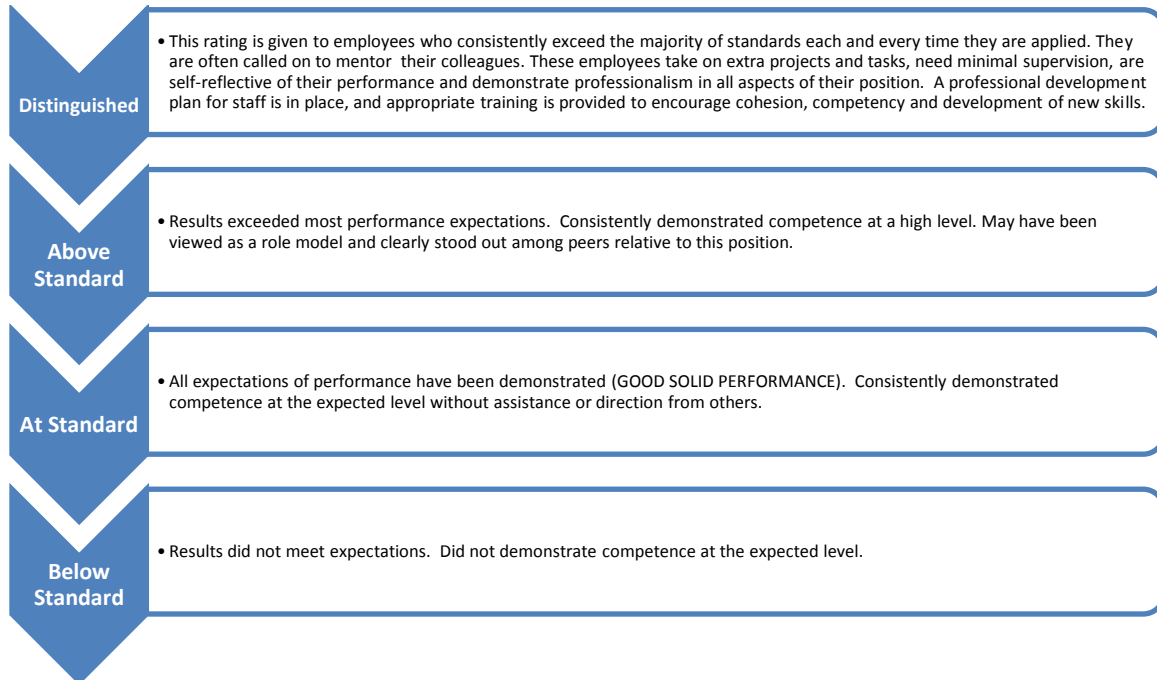 Distinguished
• This rating is given to employees who consistently exceed the majority of standards each and every time they are applied. They
are often called on to mentor their colleagues. These employees take on extra projects and tasks, need minimal supervision, are
self-reflective of their performance and demonstrate professionalism in all aspects of their position. A professional development
plan for staff is in place, and appropriate training is provided to encourage cohesion, competency and development of new skills.
Above
Standard
• Results exceeded most performance expectations. Consistently demonstrated competence at a high level. May have been
viewed as a role model and clearly stood out among peers relative to this position.
At Standard
• All expectations of performance have been demonstrated (GOOD SOLID PERFORMANCE). Consistently demonstrated
competence at the expected level without assistance or direction from others.
Below
Standard
• Results did not meet expectations. Did not demonstrate competence at the expected level.